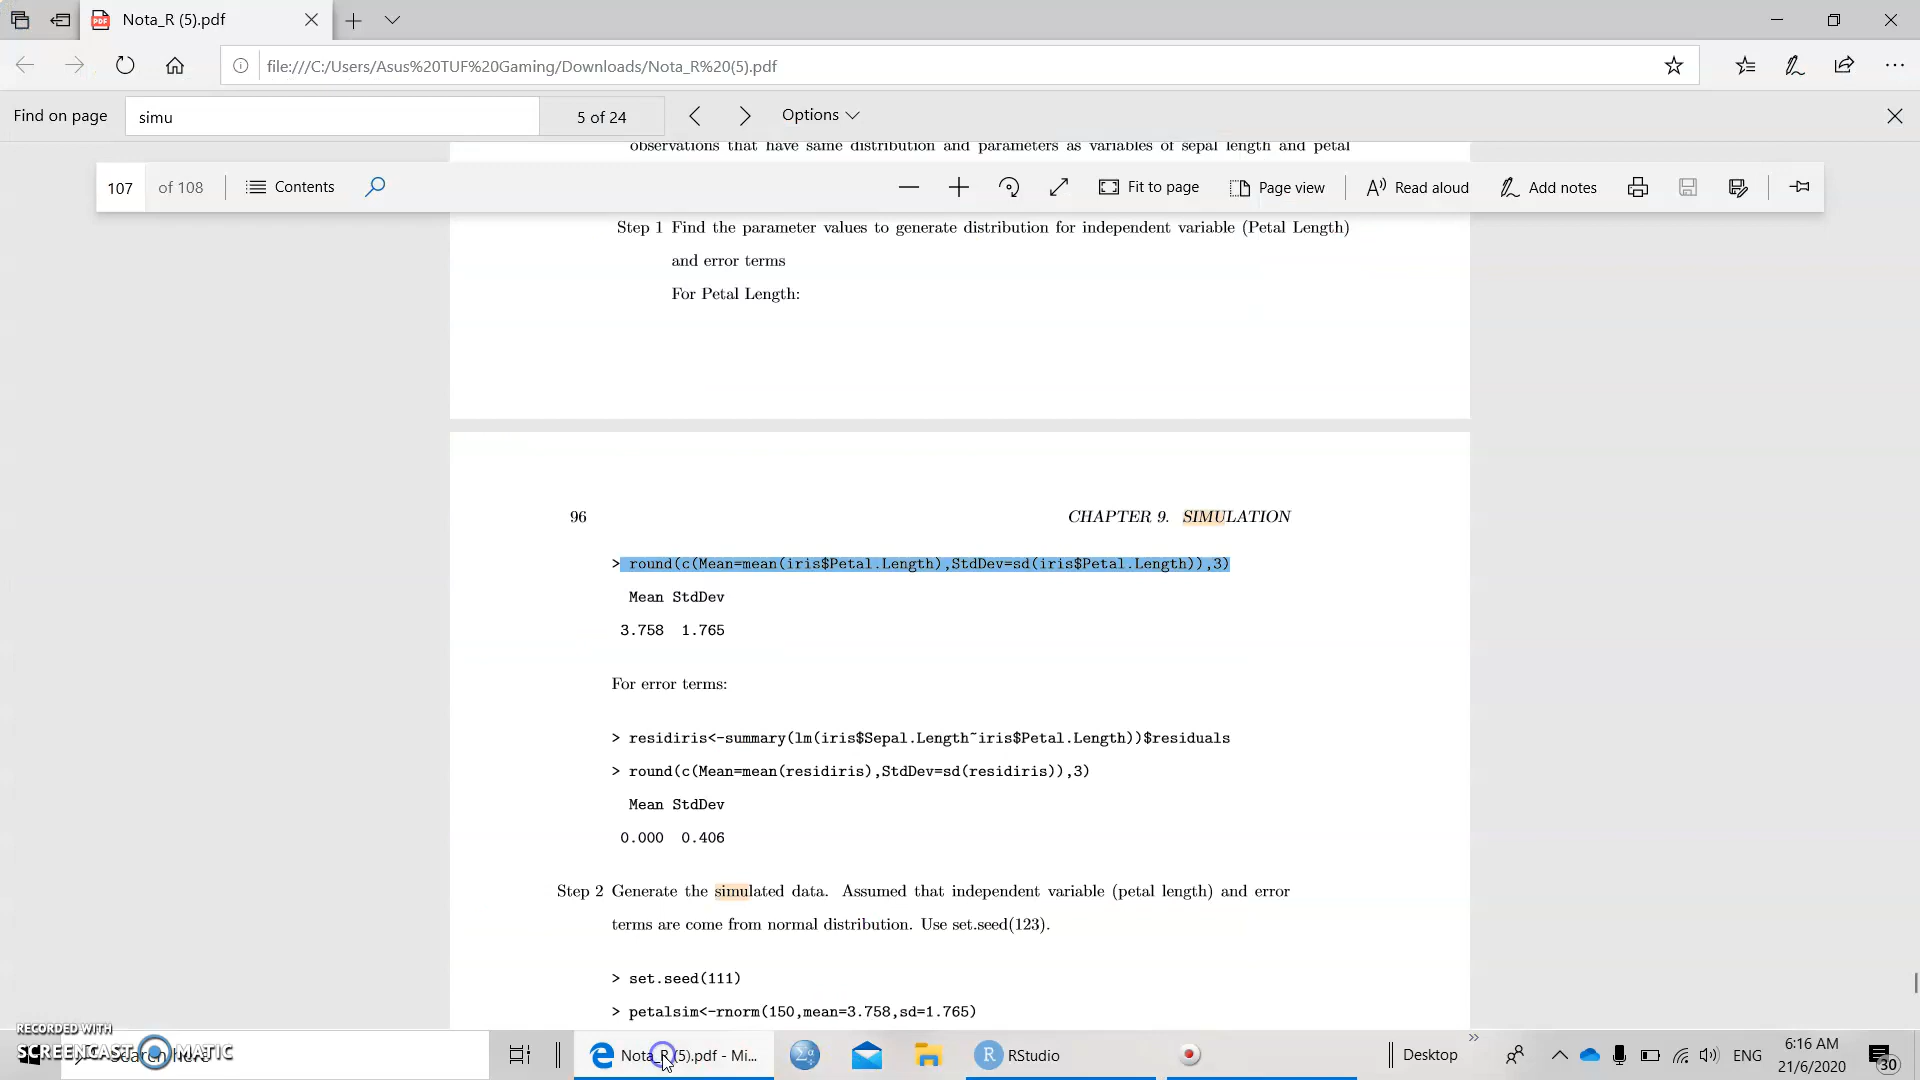 Nota_R (5).pdf
file:///C:/Users/Asus%20TUF%20Gaming/Downloads/Nota_R%20(5).pdf
Find on page
simu
5 of 24
Options
observations that have same distribution and parameters as variables of sepal length and petal
107 of 108
Contents
Fit to page
Page view
Read aloud
Add notes
Step 1 Find the parameter values to generate distribution for independent variable (Petal Length)
and error terms
For Petal Length:
96
CHAPTER 9. SIMULATION
> round(c(Mean=mean(iris$Petal.Length),StdDev=sd(iris$Petal.Length)),3)
Mean StdDev
3.758 1.765
For error terms:
> residiris<-summary(lm(iris$Sepal.Length~iris$Petal.Length))$residuals
> round(c(Mean=mean(residiris),StdDev=sd(residiris)),3)
Mean StdDev
0.000 0.406
Step 2 Generate the simulated data. Assumed that independent variable (petal length) and error
terms are come from normal distribution. Use set.seed(123).
> set.seed(111)
> petalsim<-rnorm(150,mean=3.758,sd=1.765)
RECORDED WITH
SCREENCAST MATIC
Nota_R (5).pdf - Mi...
RStudio
Desktop
ENG
6:16 AM
21/6/2020
30